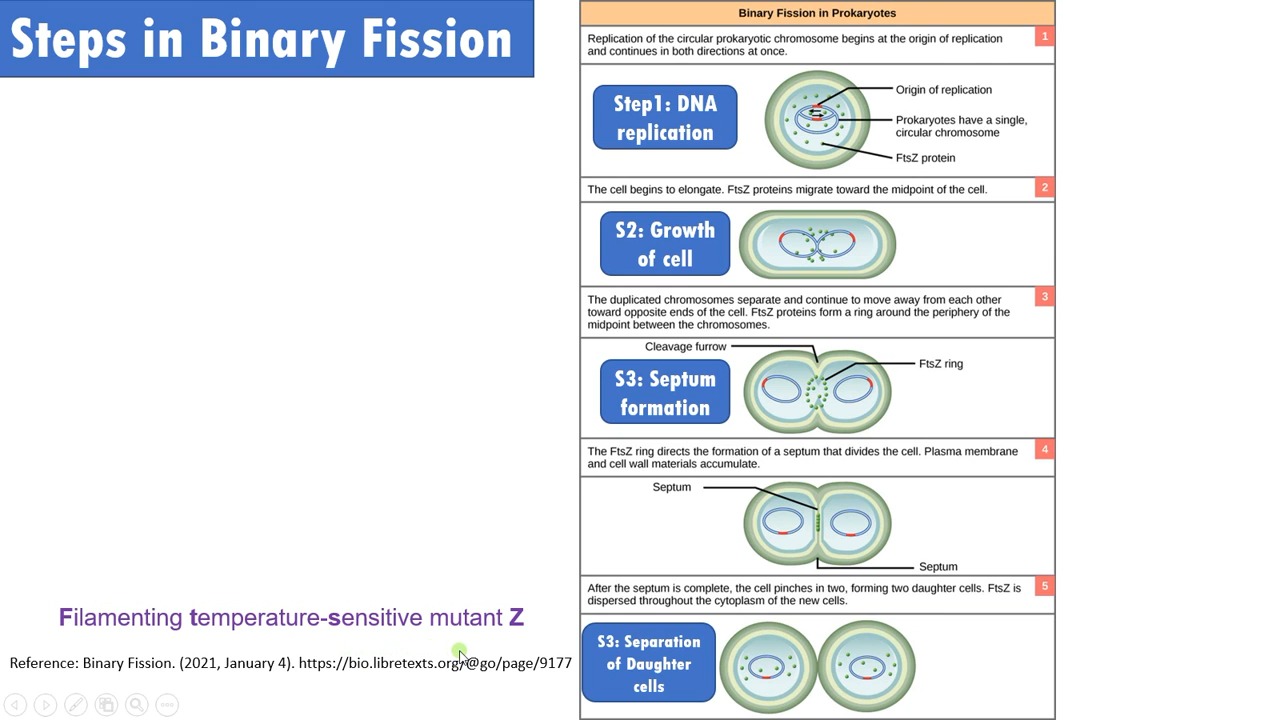 Steps in Binary Fission
Binary Fission in Prokaryotes
Replication of the circular prokaryotic chromosome begins at the origin of replication
and continues in both directions at once.
1
Step1: DNA
replication
Origin of replication
Prokaryotes have a single,
circular chromosome
FtsZ protein
The cell begins to elongate. FtsZ proteins migrate toward the midpoint of the cell.
2
S2: Growth
of cell
The duplicated chromosomes separate and continue to move away from each other
toward opposite ends of the cell. FtsZ proteins form a ring around the periphery of the
midpoint between the chromosomes.
3
Cleavage furrow
FtsZ ring
S3: Septum
formation
The FtsZ ring directs the formation of a septum that divides the cell. Plasma membrane
and cell wall materials accumulate.
4
Septum
Septum
After the septum is complete, the cell pinches in two, forming two daughter cells. FtsZ is
dispersed throughout the cytoplasm of the new cells.
5
S3: Separation
of Daughter
cells
Filamenting temperature-sensitive mutant Z
Reference: Binary Fission. (2021, January 4). https://bio.libretexts.org/@go/page/9177